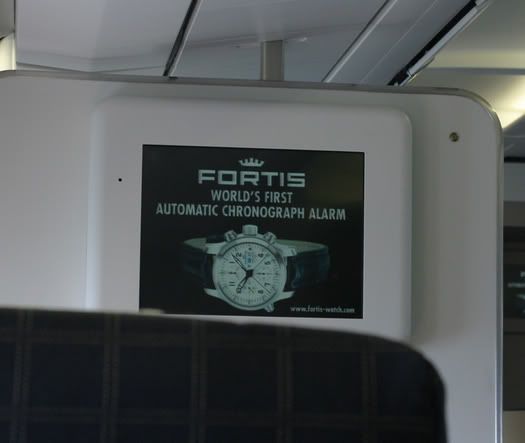 FORTIS
WORLD'S FIRST
AUTOMATIC CHRONOGRAPH ALARM
www.fortis-watch.com